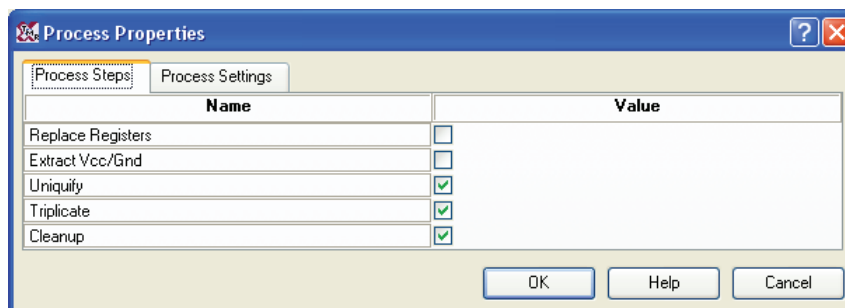 Process Properties
Process Steps Process Settings
Name Value
Replace Registers
Extract Vcc/Gnd
Uniquify
Triplicate
Cleanup
OK Help Cancel